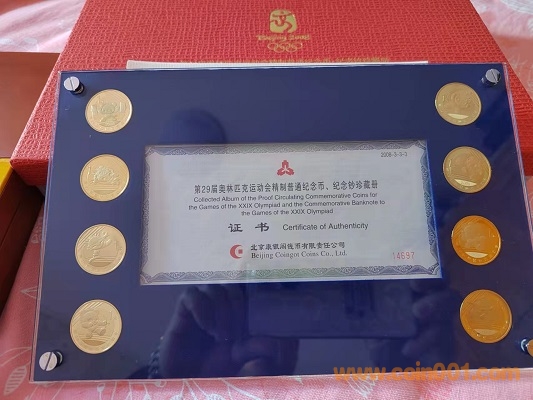 Beijing 2008
2008-3-3-1
第29届奥林匹克运动会精制普通纪念币、纪念钞珍藏册
Collected Album of the Proof Circulating Commemorative Coins for
the Games of the XXIX Olympiad and the Commemorative Banknote to
the Games of the XXIX Olympiad
证 书 Certificate of Authenticity
北京康银阁钱币有限责任公司
Beijing Coingot Coins Co., Ltd.
14697
www.coin001.com